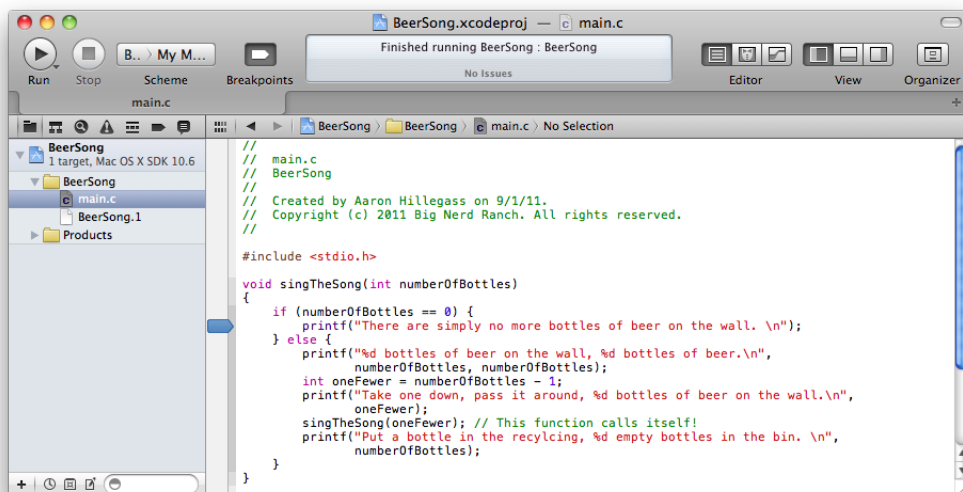 BeerSong.xcodeproj — main.c
Finished running BeerSong : BeerSong
No Issues
B.. 〉 My M...
Run Stop Scheme Breakpoints Editor View Organizer
main.c
BeerSong 〉 BeerSong 〉 main.c 〉 No Selection
BeerSong
1 target, Mac OS X SDK 10.6
BeerSong
main.c
BeerSong.1
Products
//
// main.c
// BeerSong
//
// Created by Aaron Hillegass on 9/1/11.
// Copyright (c) 2011 Big Nerd Ranch. All rights reserved.
//
#include <stdio.h>
void singTheSong(int numberOfBottles)
{
if (numberOfBottles == 0) {
printf("There are simply no more bottles of beer on the wall. \n");
} else {
printf("%d bottles of beer on the wall, %d bottles of beer.\n",
numberOfBottles, numberOfBottles);
int oneFewer = numberOfBottles - 1;
printf("Take one down, pass it around, %d bottles of beer on the wall.\n",
oneFewer);
singTheSong(oneFewer); // This function calls itself!
printf("Put a bottle in the recylcing, %d empty bottles in the bin. \n",
numberOfBottles);
}
}